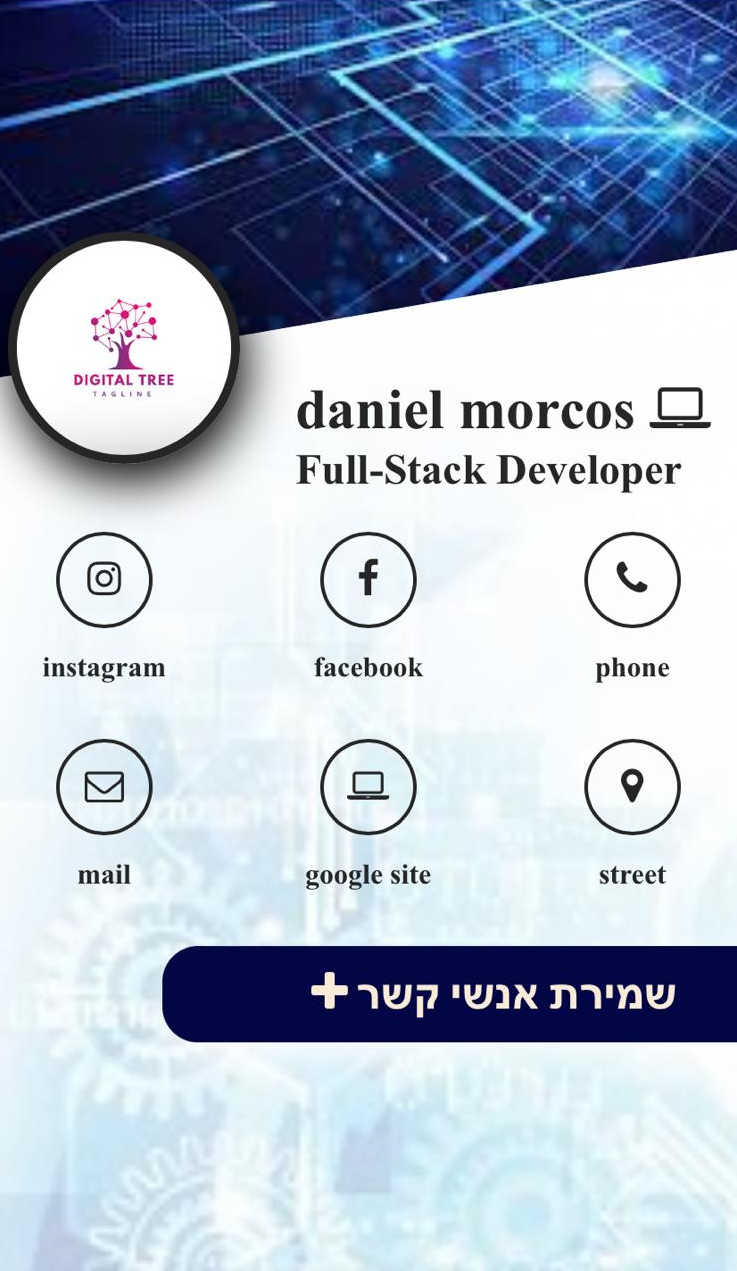 DIGITAL TREE
TAGLINE
daniel morcos
Full-Stack Developer
instagram
facebook
phone
mail
google site
street
שמירת אנשי קשר